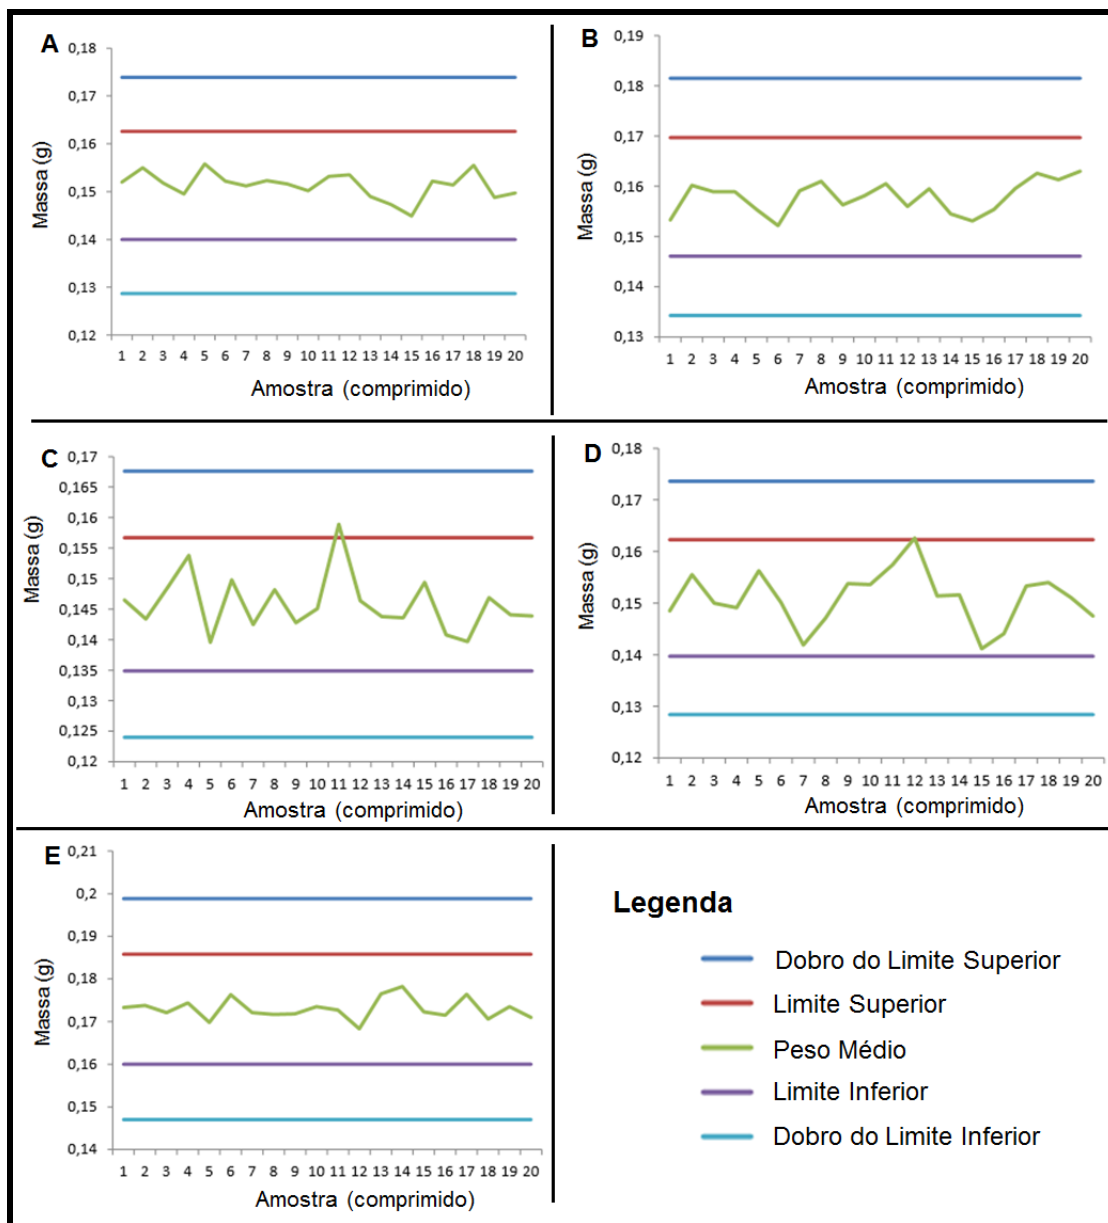 A
0,18
0,17
0,16
0,15
0,14
0,13
0,12
Massa (g)
1 2 3 4 5 6 7 8 9 10 11 12 13 14 15 16 17 18 19 20
Amostra (comprimido)
B
0,19
0,18
0,17
0,16
0,15
0,14
0,13
Massa (g)
1 2 3 4 5 6 7 8 9 10 11 12 13 14 15 16 17 18 19 20
Amostra (comprimido)
C
0,17
0,165
0,16
0,155
0,15
0,145
0,14
0,135
0,13
0,125
0,12
Massa (g)
1 2 3 4 5 6 7 8 9 10 11 12 13 14 15 16 17 18 19 20
Amostra (comprimido)
D
0,18
0,17
0,16
0,15
0,14
0,13
0,12
Massa (g)
1 2 3 4 5 6 7 8 9 10 11 12 13 14 15 16 17 18 19 20
Amostra (comprimido)
E
0,21
0,2
0,19
0,18
0,17
0,16
0,15
0,14
Massa (g)
1 2 3 4 5 6 7 8 9 10 11 12 13 14 15 16 17 18 19 20
Amostra (comprimido)
Legenda
Dobro do Limite Superior
Limite Superior
Peso Médio
Limite Inferior
Dobro do Limite Inferior